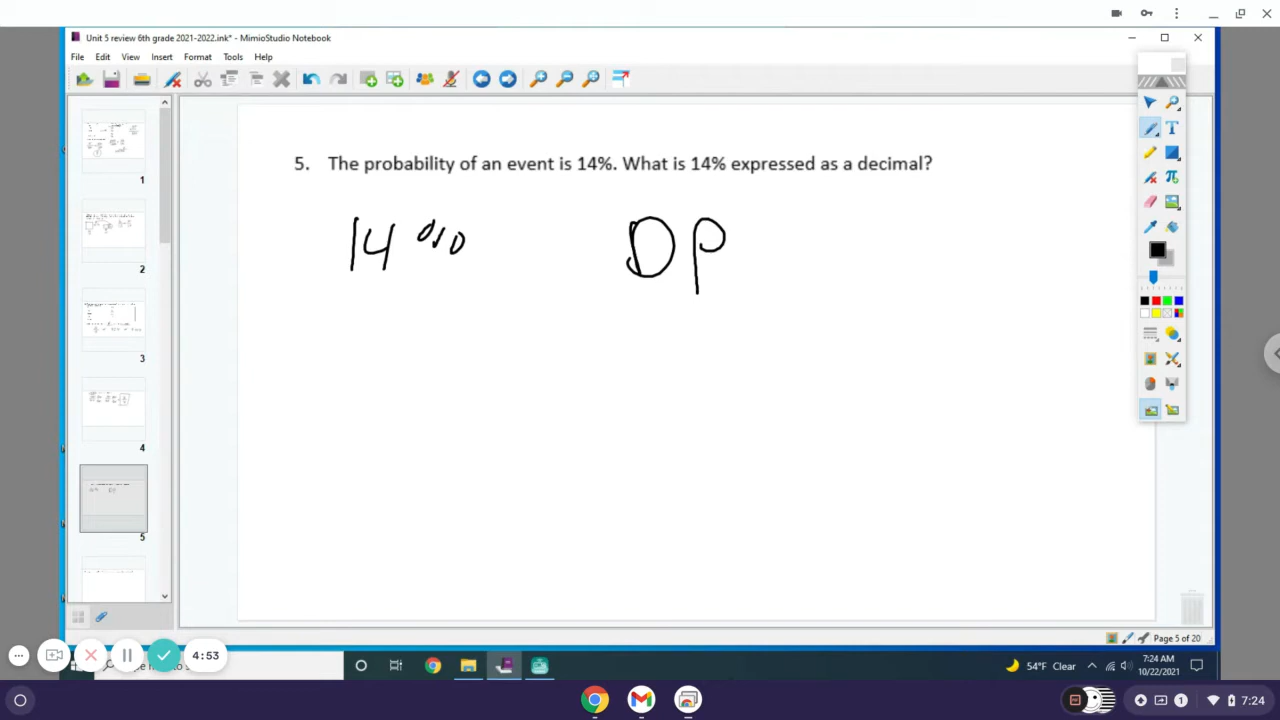 Unit 5 review 6th grade 2021-2022.ink* - MimioStudio Notebook
File Edit View Insert Format Tools Help
5. The probability of an event is 14%. What is 14% expressed as a decimal?
14% DP
1
2
3
4
5
Page 5 of 20
4:53
54°F Clear
7:24 AM
10/22/2021
1
7:24